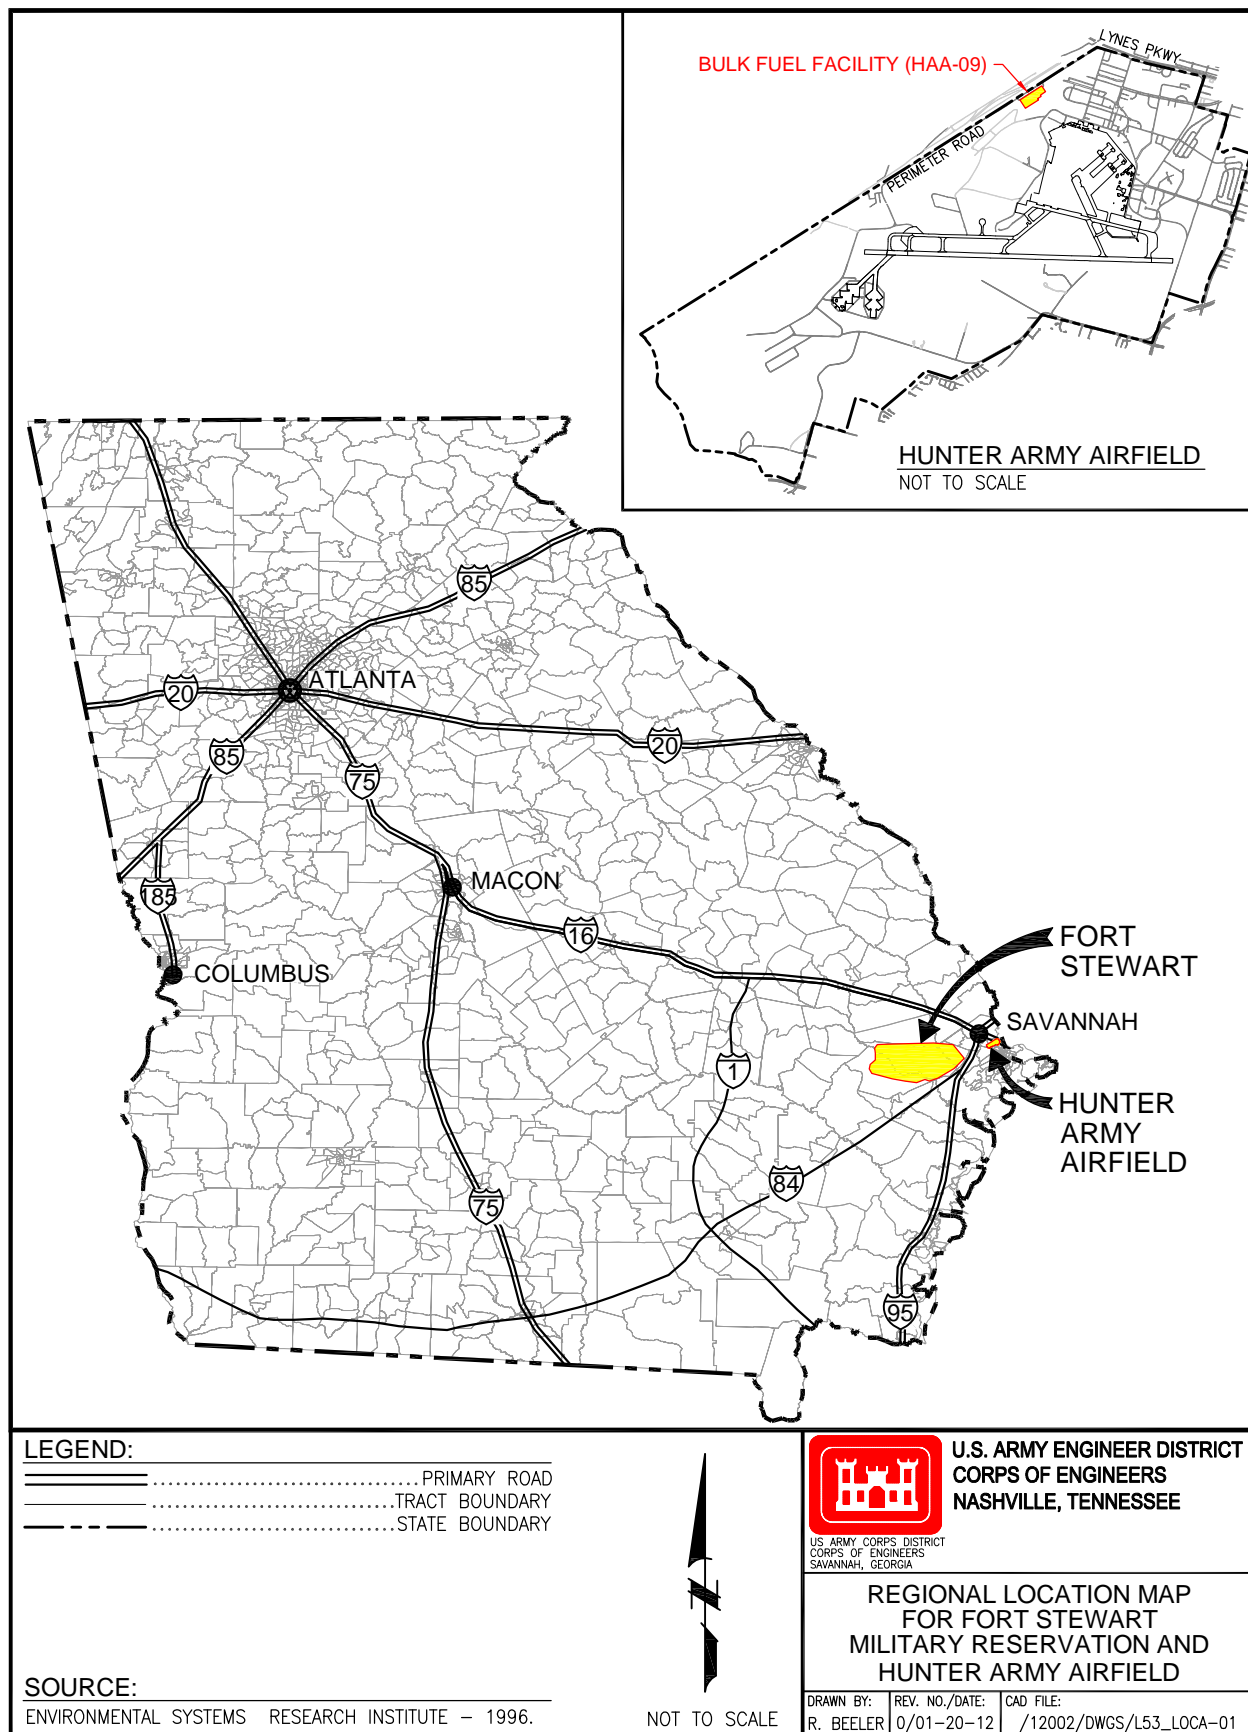 LYNES PKWY
BULK FUEL FACILITY (HAA-09)
PERIMETER ROAD
HUNTER ARMY AIRFIELD
NOT TO SCALE
85
ATLANTA
20
20
85
75
MACON
185
16
COLUMBUS
FORT
STEWART
SAVANNAH
1
HUNTER
ARMY
AIRFIELD
84
75
95
LEGEND:
PRIMARY ROAD
TRACT BOUNDARY
STATE BOUNDARY
SOURCE:
ENVIRONMENTAL SYSTEMS RESEARCH INSTITUTE – 1996.
N
NOT TO SCALE
U.S. ARMY ENGINEER DISTRICT
CORPS OF ENGINEERS
NASHVILLE, TENNESSEE
US ARMY CORPS DISTRICT
CORPS OF ENGINEERS
SAVANNAH, GEORGIA
REGIONAL LOCATION MAP
FOR FORT STEWART
MILITARY RESERVATION AND
HUNTER ARMY AIRFIELD
DRAWN BY:
R. BEELER
REV. NO./DATE:
0/01-20-12
CAD FILE:
/12002/DWGS/L53_LOCA-01